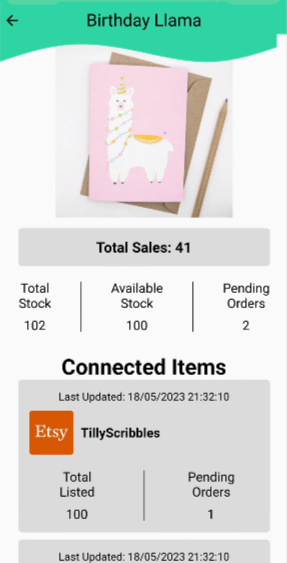 Birthday Llama
Total Sales: 41
Total Stock
Available Stock
Pending Orders
102
100
2
Connected Items
Last Updated: 18/05/2023 21:32:10
Etsy
TillyScribbles
Total Listed
Pending Orders
100
1
Last Updated: 18/05/2023 21:32:10